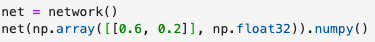 net = network()
net(np.array([[0.6, 0.2]], np.float32)).numpy()